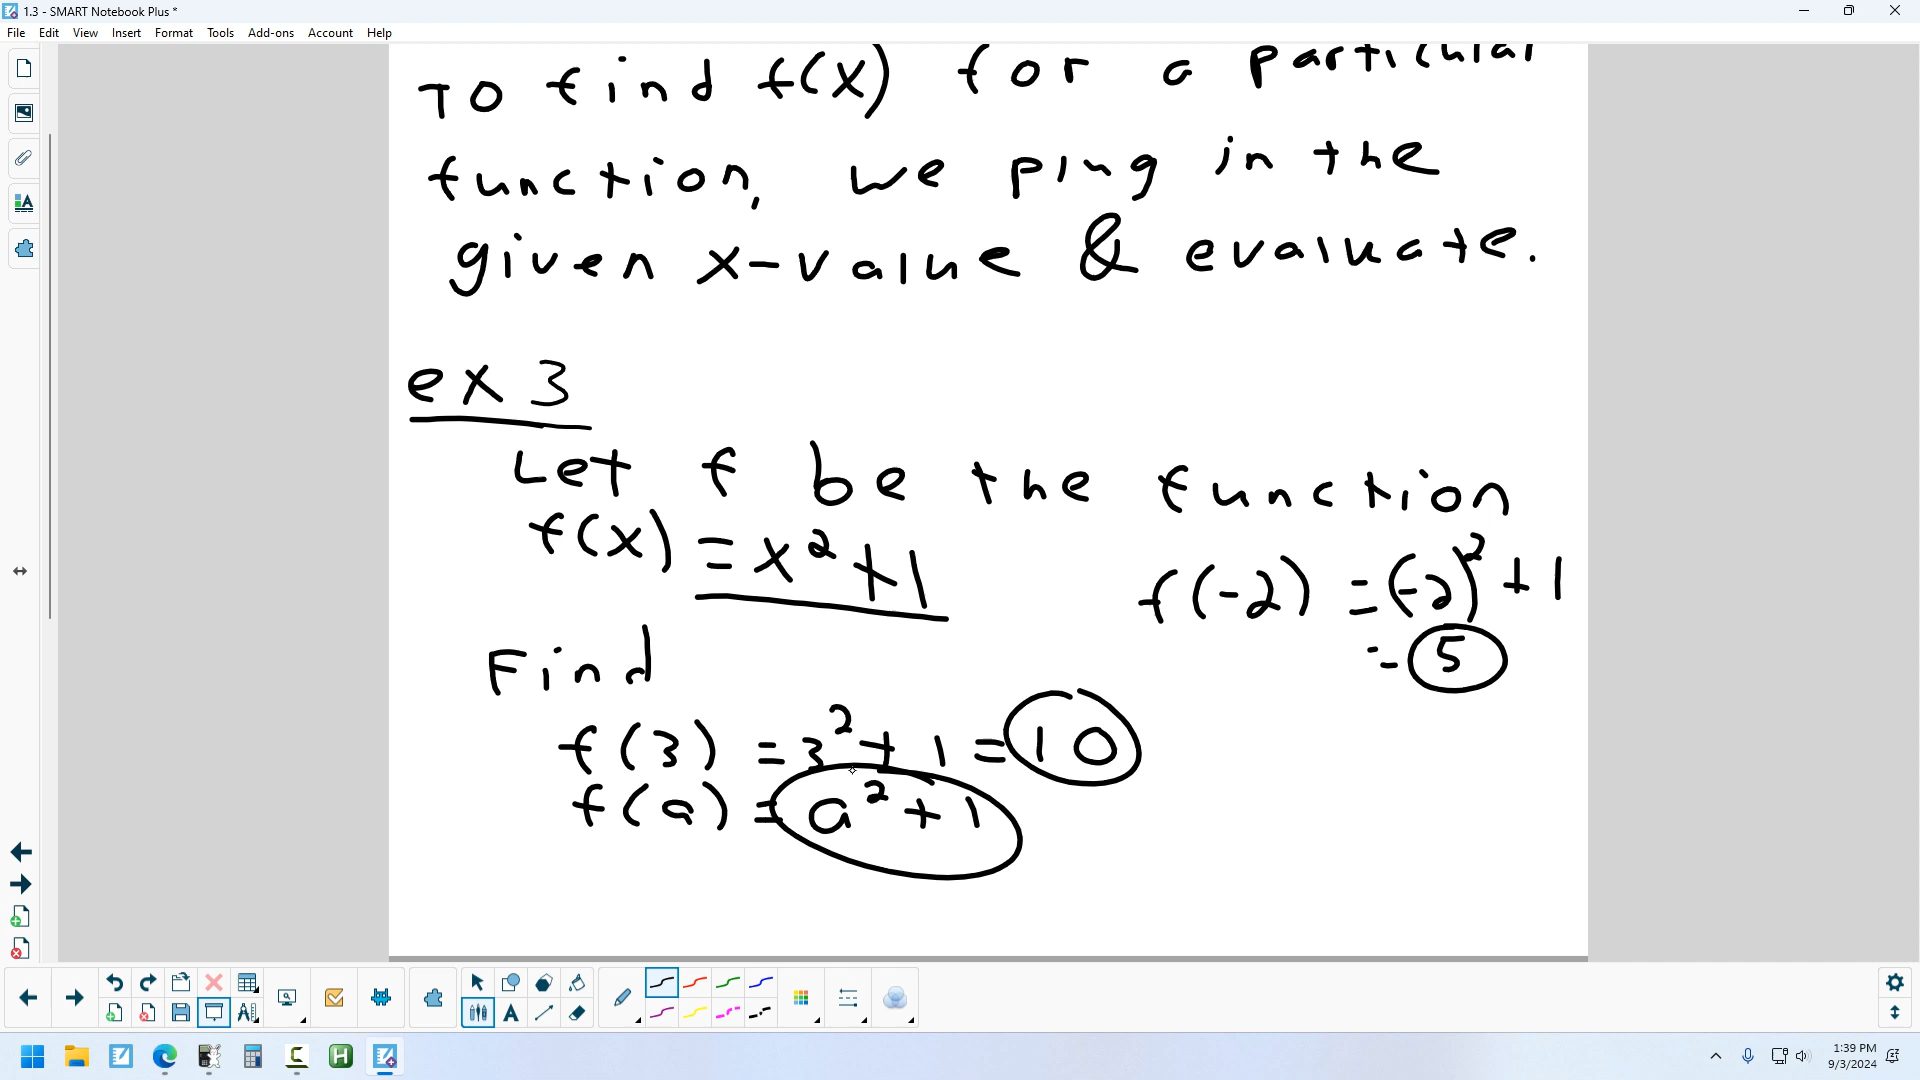 1.3 - SMART Notebook Plus *
File Edit View Insert Format Tools Add-ons Account Help
To find f(x) for a particular
function, we plug in the
given x-value & evaluate.
ex 3
Let f be the function
f(x) = x² + 1
f(-2) = (-2)² + 1
= 5
Find
f(3) = 3² + 1 = 10
f(a) = a² + 1
1:39 PM
9/3/2024